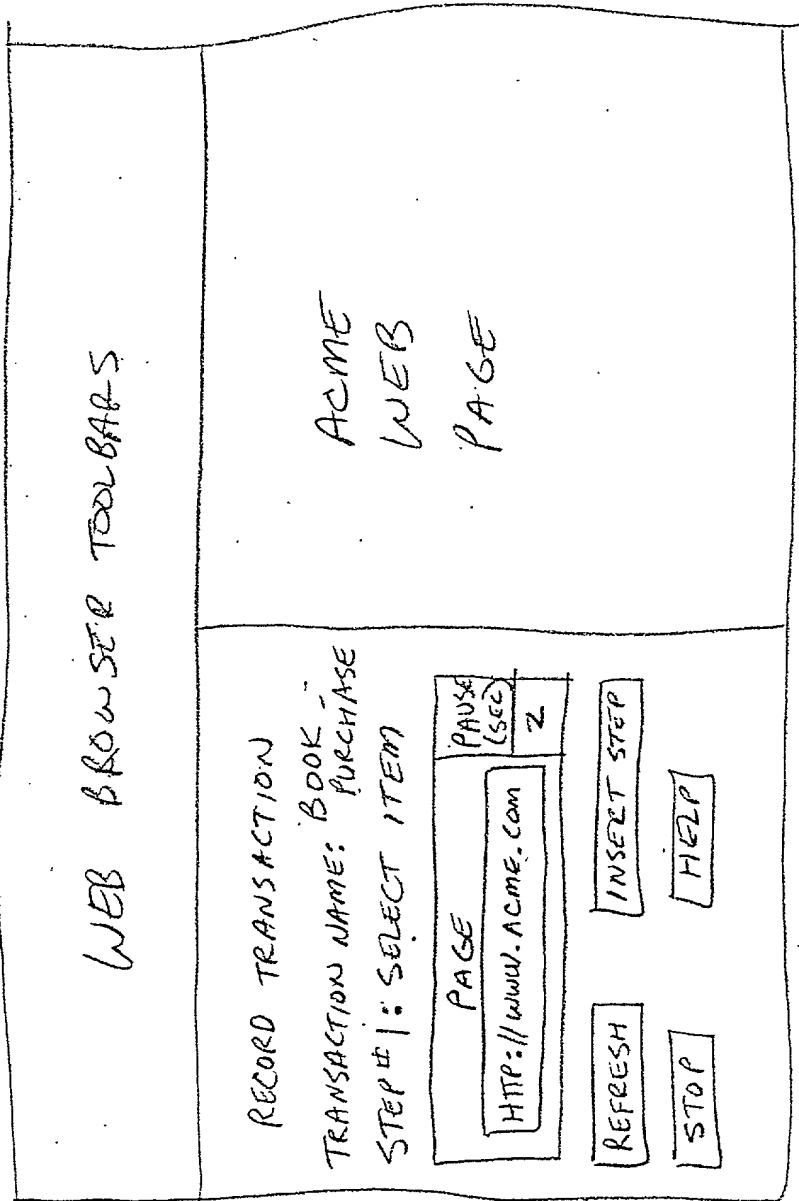 WEB BROWSER TOOLBARS
RECORD TRANSACTION
TRANSACTION NAME: BOOK-
PURCHASE
STEP #1: SELECT ITEM
PAGE
PAUSE
(SEC)
HTTP://WWW.ACME.COM
2
REFRESH
INSERT STEP
STOP
HELP
ACME
WEB
PAGE